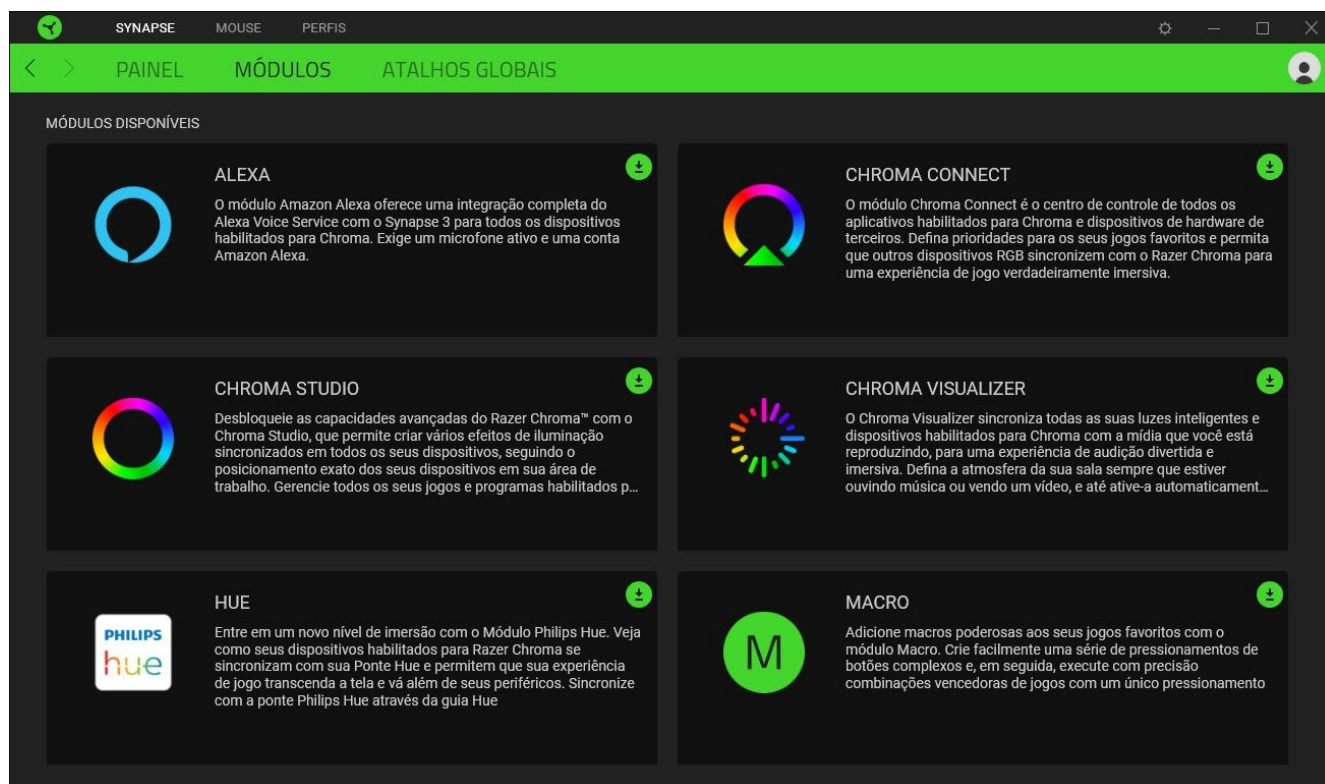 SYNAPSE MOUSE PERFIS
PAINEL MÓDULOS ATALHOS GLOBAIS
MÓDULOS DISPONÍVEIS
ALEXA
O módulo Amazon Alexa oferece uma integração completa do
Alexa Voice Service com o Synapse 3 para todos os dispositivos
habilitados para Chroma. Exige um microfone ativo e uma conta
Amazon Alexa.
CHROMA CONNECT
O módulo Chroma Connect é o centro de controle de todos os
aplicativos habilitados para Chroma e dispositivos de hardware de
terceiros. Defina prioridades para os seus jogos favoritos e permita
que outros dispositivos RGB sincronizem com o Razer Chroma para
uma experiência de jogo verdadeiramente imersiva.
CHROMA STUDIO
Desbloqueie as capacidades avançadas do Razer Chroma™ com o
Chroma Studio, que permite criar vários efeitos de iluminação
sincronizados em todos os seus dispositivos, seguindo o
posicionamento exato dos seus dispositivos em sua área de
trabalho. Gerencie todos os seus jogos e programas habilitados p...
CHROMA VISUALIZER
O Chroma Visualizer sincroniza todas as suas luzes inteligentes e
dispositivos habilitados para Chroma com a mídia que você está
reproduzindo, para uma experiência de audição divertida e
imersiva. Defina a atmosfera da sua sala sempre que estiver
ouvindo música ou vendo um vídeo, e até ative-a automaticament...
PHILIPS
hue
HUE
Entre em um novo nível de imersão com o Módulo Philips Hue. Veja
como seus dispositivos habilitados para Razer Chroma se
sincronizam com sua Ponte Hue e permitem que sua experiência
de jogo transcenda a tela e vá além de seus periféricos. Sincronize
com a ponte Philips Hue através da guia Hue
M
MACRO
Adicione macros poderosas aos seus jogos favoritos com o
módulo Macro. Crie facilmente uma série de pressionamentos de
botões complexos e, em seguida, execute com precisão
combinações vencedoras de jogos com um único pressionamento